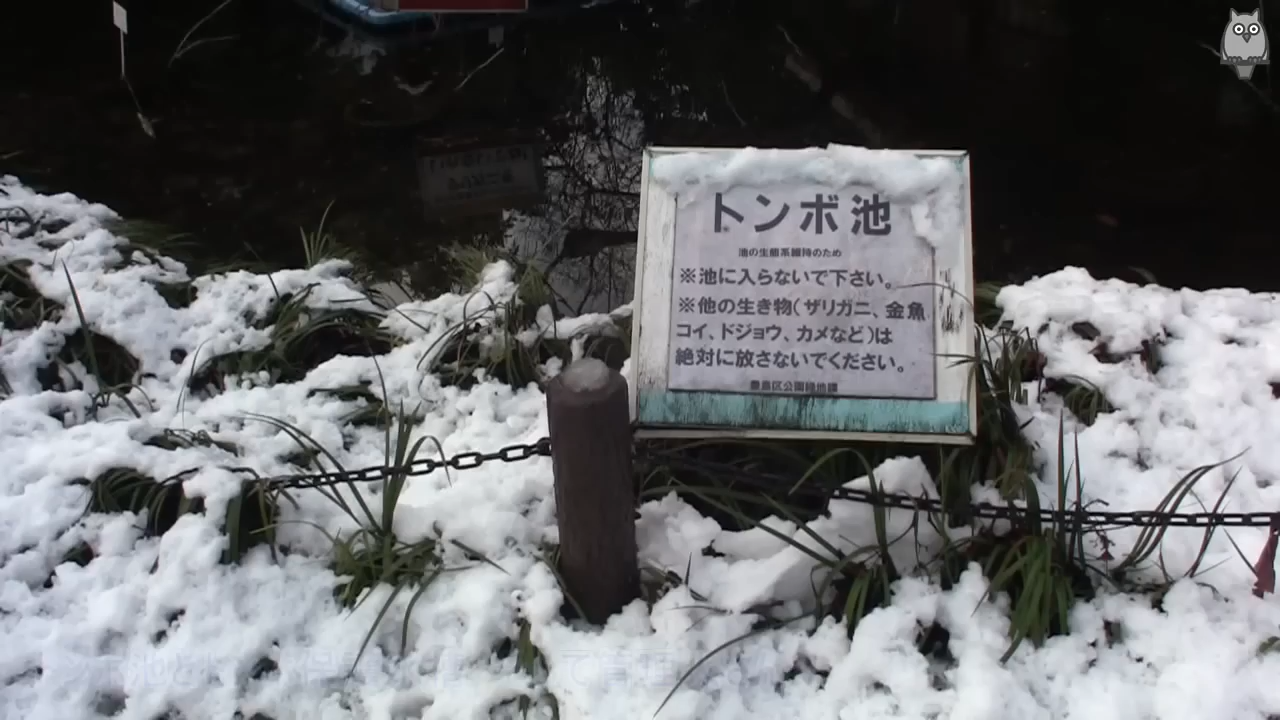 トンボ池
池の生態系維持のため
※池に入らないで下さい。
※他の生き物(ザリガニ、金魚
コイ、ドジョウ、カメなど)は
絶対に放さないでください。
豊島区公園緑地課